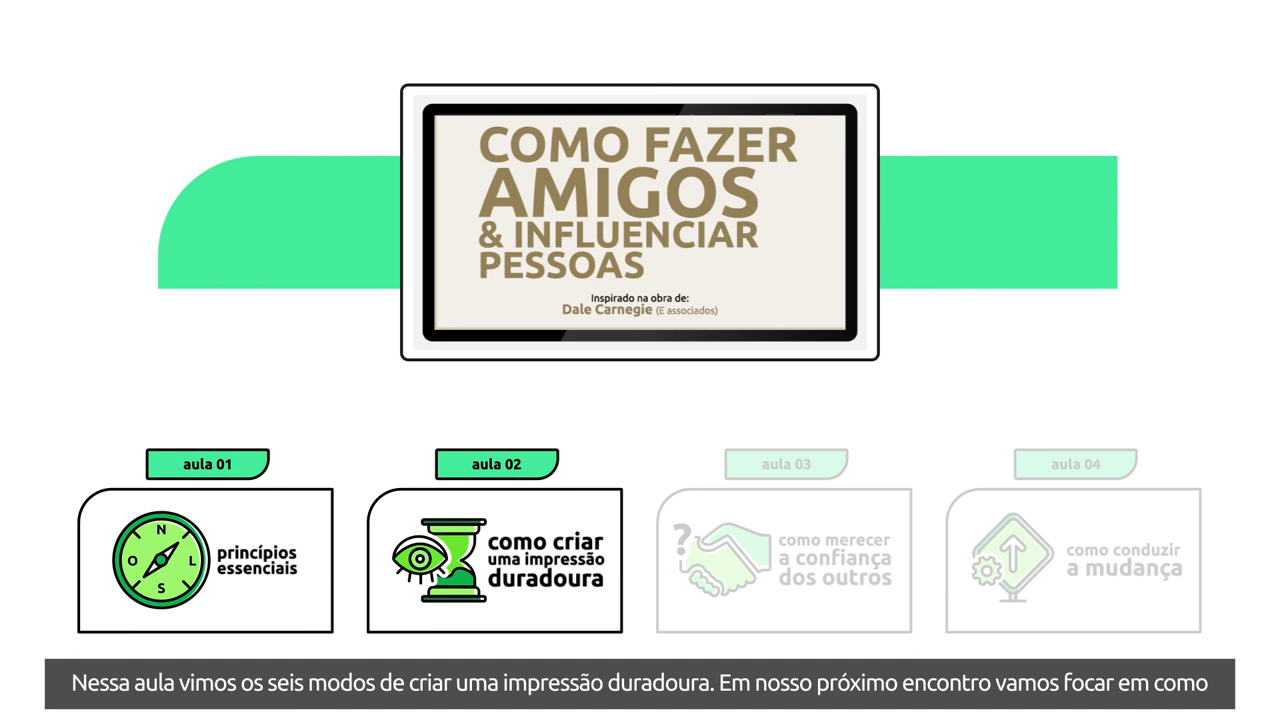 COMO FAZER
AMIGOS
& INFLUENCIAR
PESSOAS
Inspirado na obra de:
Dale Carnegie (E associados)
aula 01
N
O L
S
princípios
essenciais
aula 02
como criar
uma impressão
duradoura
aula 03
?
como merecer
a confiança
dos outros
aula 04
como conduzir
a mudança
Nessa aula vimos os seis modos de criar uma impressão duradoura. Em nosso próximo encontro vamos focar em como